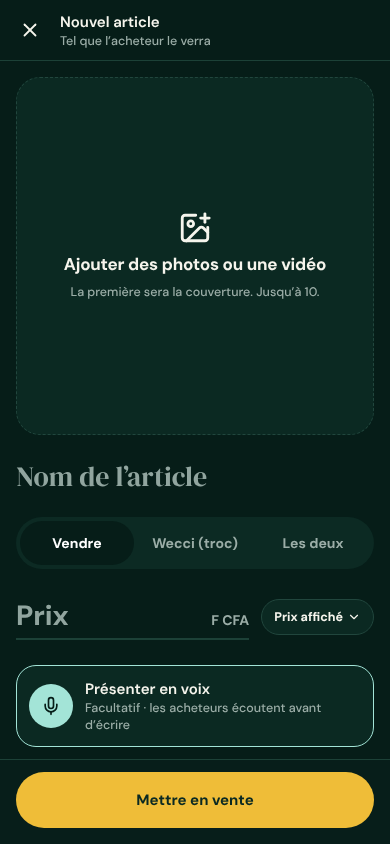 Nouvel article
Tel que l’acheteur le verra
Ajouter des photos ou une vidéo
La première sera la couverture. Jusqu’à 10.
Nom de l’article
Vendre
Wecci (troc)
Les deux
Prix
F CFA
Prix affiché
Présenter en voix
Facultatif · les acheteurs écoutent avant
d’écrire
Mettre en vente